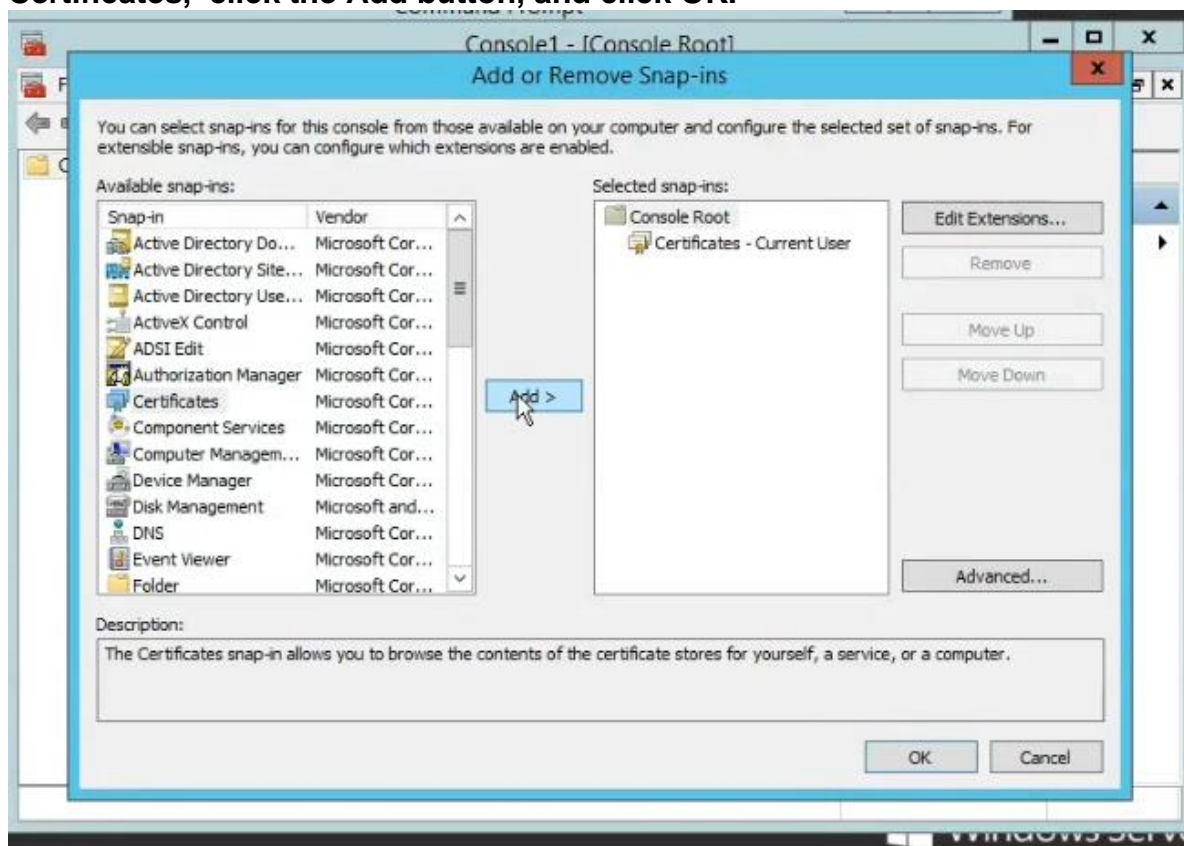 Certificates," click the Add button, and click OK.
Command Prompt
Console1 - [Console Root]
Add or Remove Snap-ins
F
You can select snap-ins for this console from those available on your computer and configure the selected set of snap-ins. For
extensible snap-ins, you can configure which extensions are enabled.
Available snap-ins:
Snap-in Vendor
Active Directory Do... Microsoft Cor...
Active Directory Site... Microsoft Cor...
Active Directory Use... Microsoft Cor...
ActiveX Control Microsoft Cor...
ADSI Edit Microsoft Cor...
Authorization Manager Microsoft Cor...
Certificates Microsoft Cor...
Component Services Microsoft Cor...
Computer Managem... Microsoft Cor...
Device Manager Microsoft Cor...
Disk Management Microsoft and...
DNS Microsoft Cor...
Event Viewer Microsoft Cor...
Folder Microsoft Cor...
Add >
Selected snap-ins:
Console Root
Certificates - Current User
Edit Extensions...
Remove
Move Up
Move Down
Advanced...
Description:
The Certificates snap-in allows you to browse the contents of the certificate stores for yourself, a service, or a computer.
OK Cancel
Windows Serv